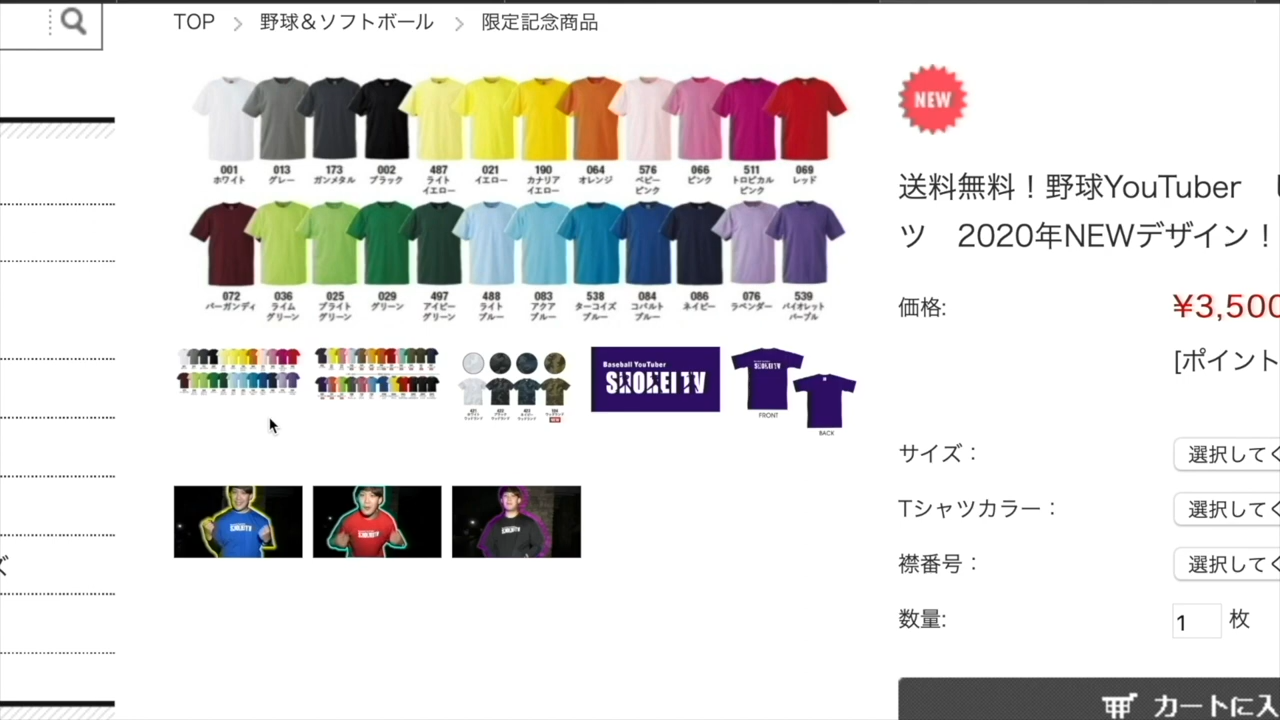 TOP > 野球＆ソフトボール > 限定記念商品
NEW
001 013 173 002 487 021 190 064 576 066 511 069
ホワイト グレー ガンメタル ブラック ライトイエロー イエロー カナリアイエロー オレンジ ベビーピンク ピンク トロピカルピンク レッド
072 036 025 029 497 488 083 538 084 086 076 539
バーガンディ ライムグリーン ブライトグリーン グリーン アイビーグリーン ライトブルー アクアブルー ターコイズブルー コバルトブルー ネイビー ラベンダー バイオレットパープル
Baseball YouTuber
SHOHEI TV
FRONT
BACK
送料無料！野球YouTuber 「
ツ 2020年NEWデザイン！
価格:
¥3,500
[ポイント
サイズ：
選択してく
Tシャツカラー：
選択してく
襟番号：
選択してく
数量:
1 枚
カートに入